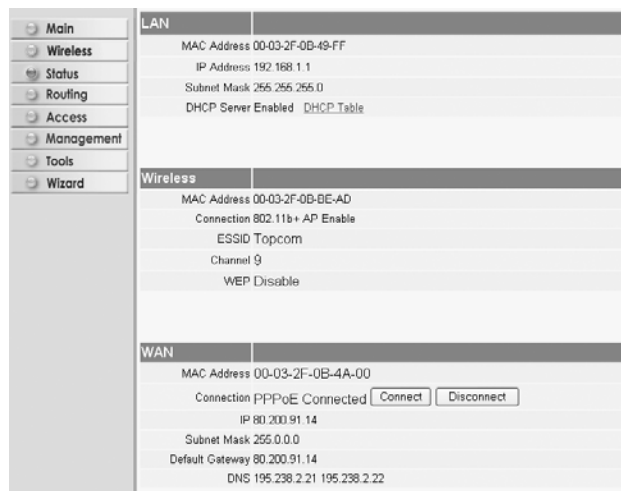 Main
Wireless
Status
Routing
Access
Management
Tools
Wizard
LAN
MAC Address 00-03-2F-0B-49-FF
IP Address 192.168.1.1
Subnet Mask 255.255.255.0
DHCP Server Enabled DHCP Table
Wireless
MAC Address 00-03-2F-0B-BE-AD
Connection 802.11b+ AP Enable
ESSID Topcom
Channel 9
WEP Disable
WAN
MAC Address 00-03-2F-0B-4A-00
Connection PPPoE Connected Connect Disconnect
IP 80.200.91.14
Subnet Mask 255.0.0.0
Default Gateway 80.200.91.14
DNS 195.238.2.21 195.238.2.22